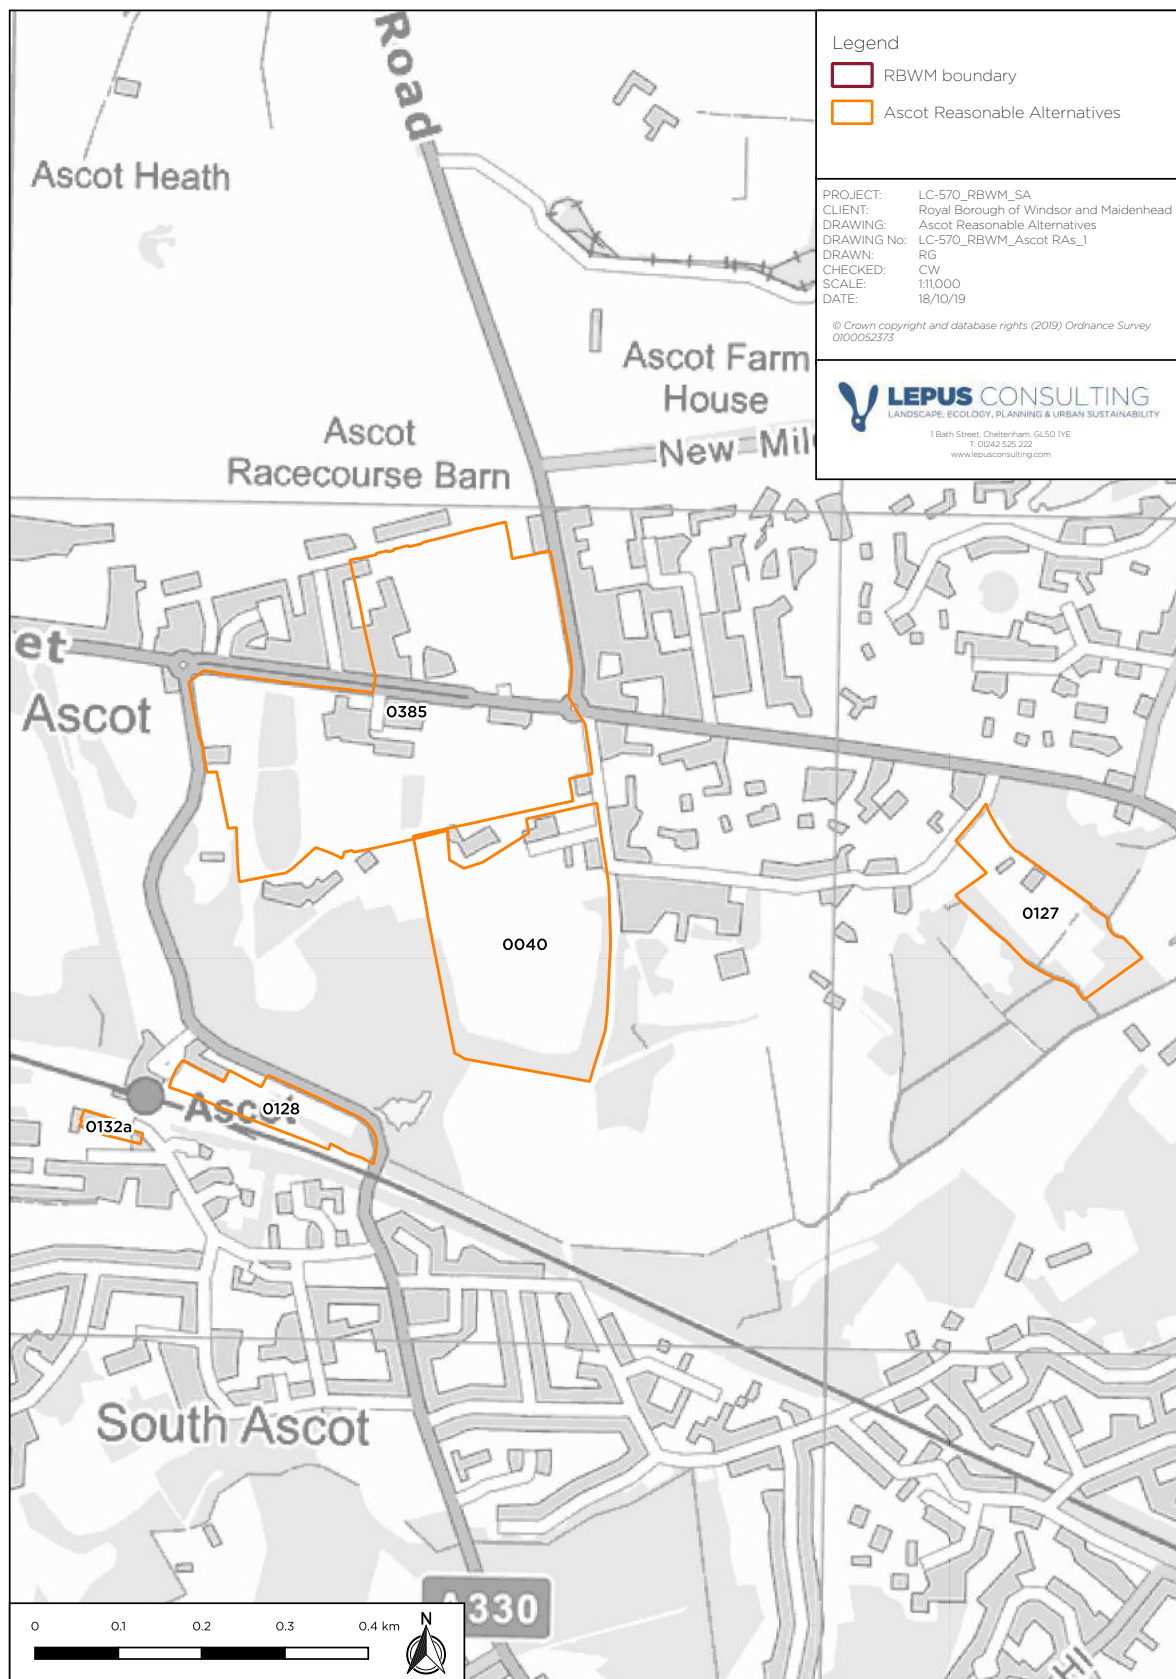 Road
Ascot Heath
Ascot Farm
House
Ascot
Racecourse Barn
New Mil
et
Ascot
0385
0040
0127
Ascot
0128
0132a
South Ascot
A330
Legend
RBWM boundary
Ascot Reasonable Alternatives
PROJECT: LC-570_RBWM_SA
CLIENT: Royal Borough of Windsor and Maidenhead
DRAWING: Ascot Reasonable Alternatives
DRAWING No: LC-570_RBWM_Ascot RAs_1
DRAWN: RG
CHECKED: CW
SCALE: 1:11,000
DATE: 18/10/19
© Crown copyright and database rights (2019) Ordnance Survey
0100052373
LEPUS CONSULTING
LANDSCAPE, ECOLOGY, PLANNING & URBAN SUSTAINABILITY
1 Bath Street, Cheltenham, GL50 1YE
T: 01242 525 222
www.lepusconsulting.com
0 0.1 0.2 0.3 0.4 km
N